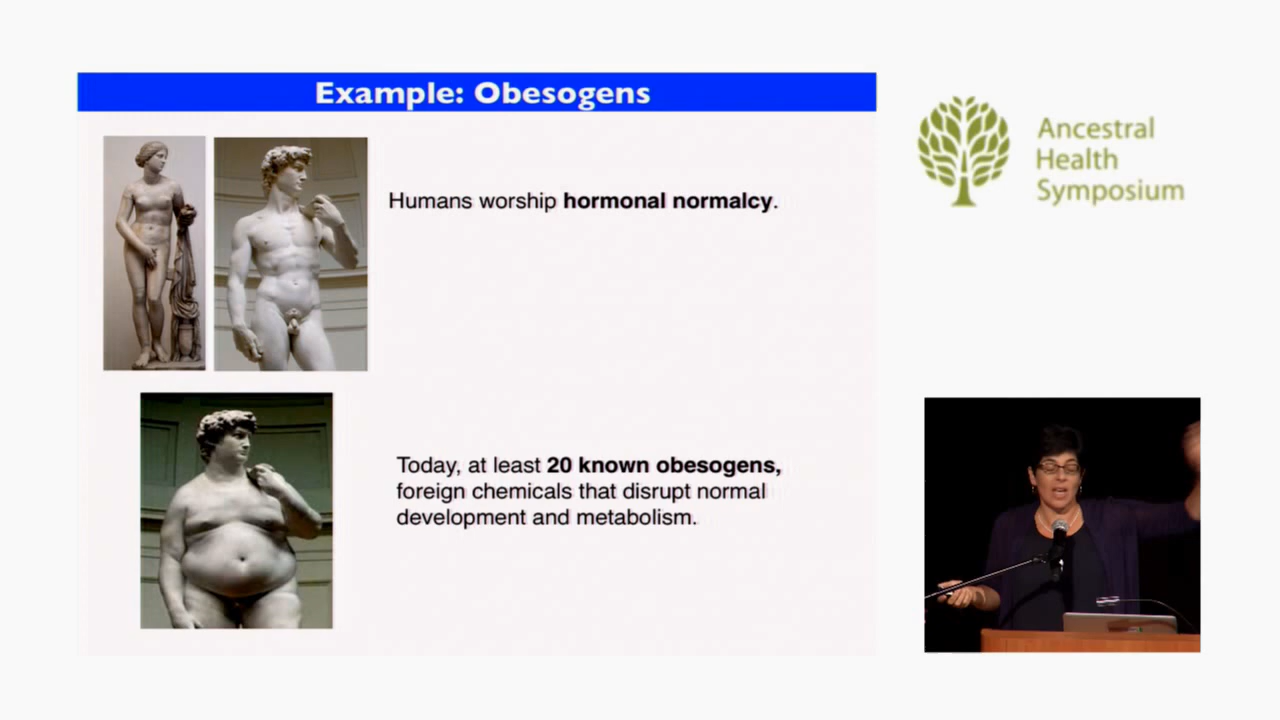 Example: Obesogens
Humans worship hormonal normalcy.
Today, at least 20 known obesogens,
foreign chemicals that disrupt normal
development and metabolism.
Ancestral
Health
Symposium